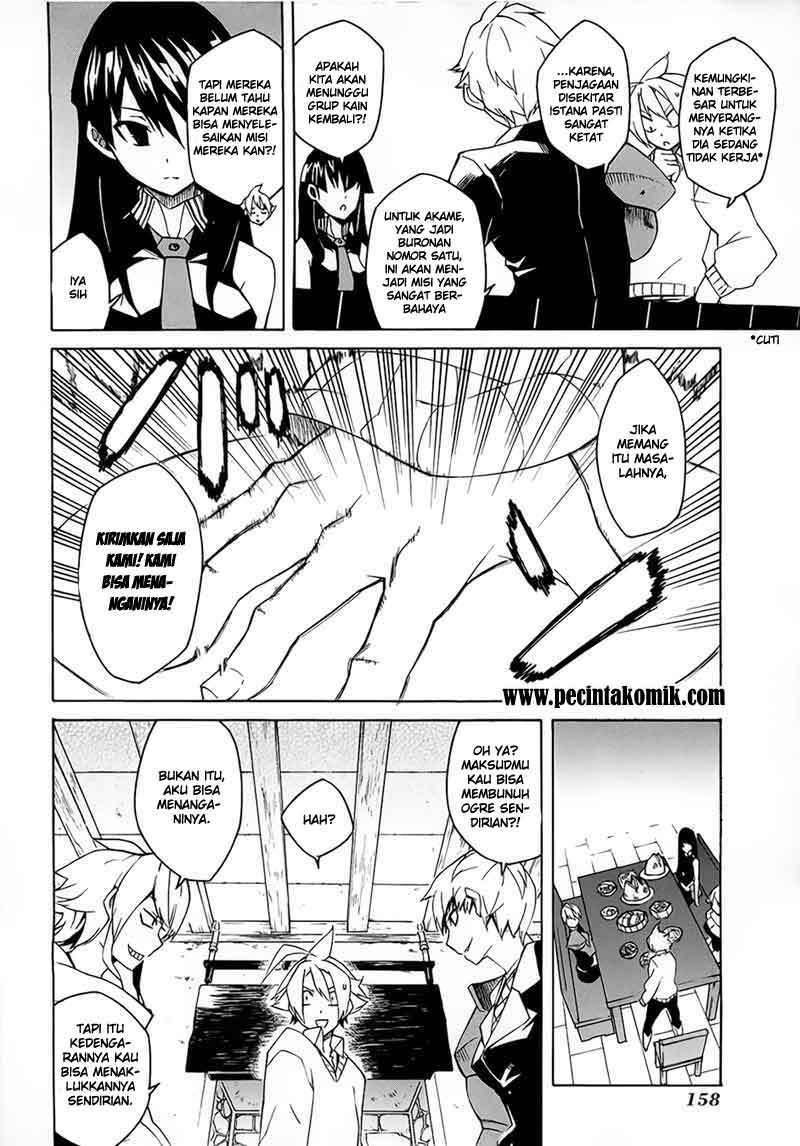 KEMUNGKI-
NAN TERBE-
SAR UNTUK
MENYERANG-
NYA KETIKA
DIA SEDANG
TIDAK KERJA*
...KARENA,
PENJAGAAN
DISEKITAR
ISTANA PASTI
SANGAT
KETAT
UNTUK AKAME,
YANG JADI
BURONAN
NOMOR SATU,
INI AKAN MEN-
JADI MISI YANG
SANGAT BER-
BAHAYA
APAKAH
KITA AKAN
MENUNGGU
GRUP KAIN
KEMBALI?!
TAPI MEREKA
BELUM TAHU
KAPAN MEREKA
BISA MENYELE-
SAIKAN MISI
MEREKA KAN?!
IYA
SIH
*CUTI
JIKA
MEMANG
ITU MASA-
LAHNYA,
KIRIMKAN SAJA
KAMI! KAMI
BISA MENA-
NGANINYA!
www.pecintakomik.com
OH YA?
MAKSUDMU
KAU BISA
MEMBUNUH
OGRE SEN-
DIRIAN?!
HAH?
BUKAN ITU,
AKU BISA
MENANGA-
NINYA.
TAPI ITU
KEDENGA-
RANNYA KAU
BISA MENAK-
LUKKANNYA
SENDIRIAN.
158